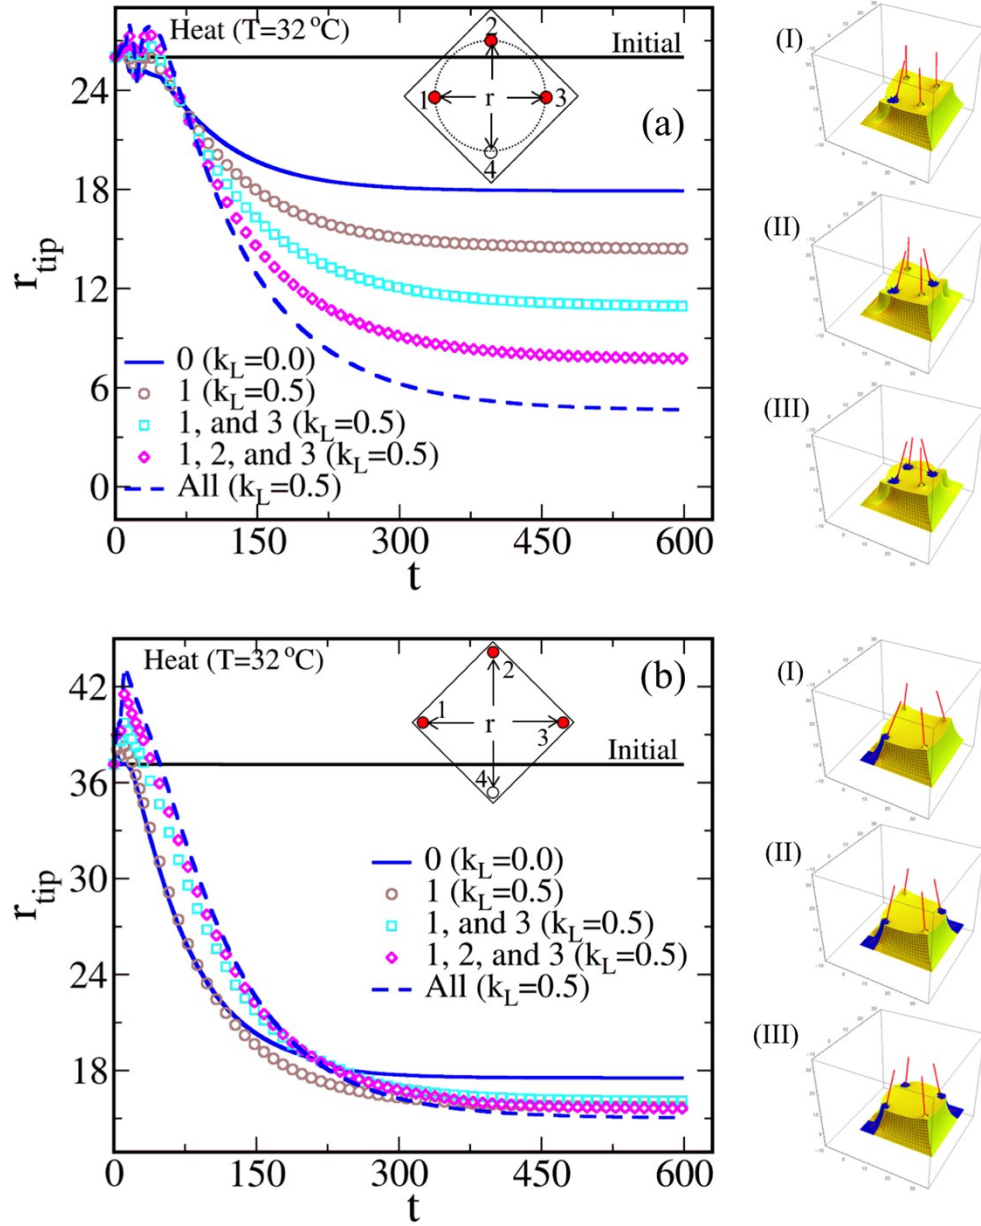 Heat (T=32 °C)
Initial
(a)
2
1
r
3
4
24
18
12
6
0
r_tip
0 (k_L=0.0)
1 (k_L=0.5)
1, and 3 (k_L=0.5)
1, 2, and 3 (k_L=0.5)
All (k_L=0.5)
0
150
300
450
600
t
(I)
(II)
(III)
Heat (T=32 °C)
Initial
(b)
2
1
r
3
4
42
36
30
24
18
r_tip
0 (k_L=0.0)
1 (k_L=0.5)
1, and 3 (k_L=0.5)
1, 2, and 3 (k_L=0.5)
All (k_L=0.5)
0
150
300
450
600
t
(I)
(II)
(III)